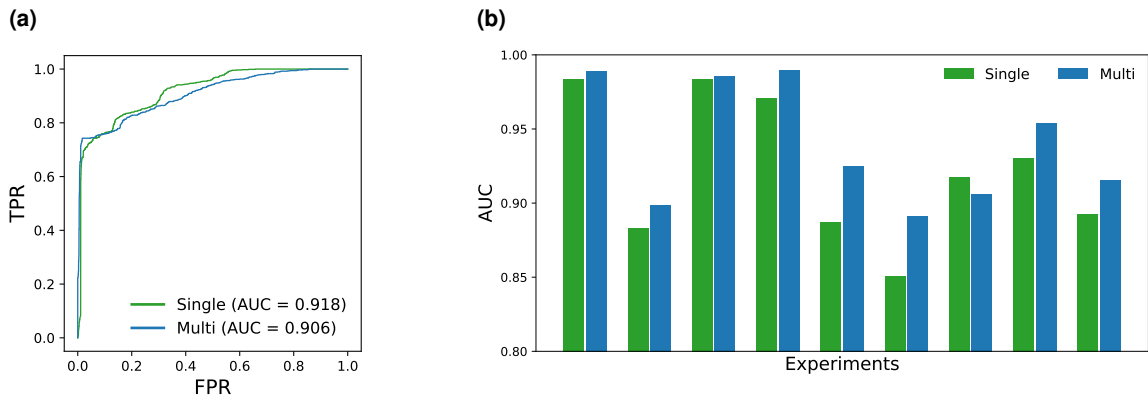 (a)
1.0
0.8
0.6
0.4
0.2
0.0
TPR
Single (AUC = 0.918)
Multi (AUC = 0.906)
0.0 0.2 0.4 0.6 0.8 1.0
FPR
(b)
1.00
0.95
0.90
0.85
0.80
AUC
Single Multi
Experiments